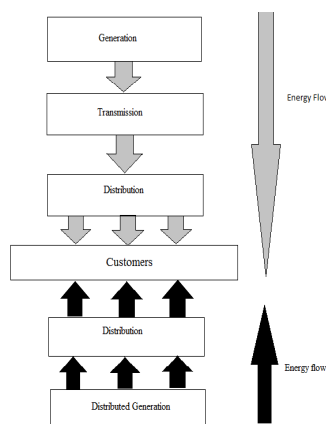 Generation
Energy Flow
Transmission
Distribution
Customers
Distribution
Energy flow
Distributed Generation